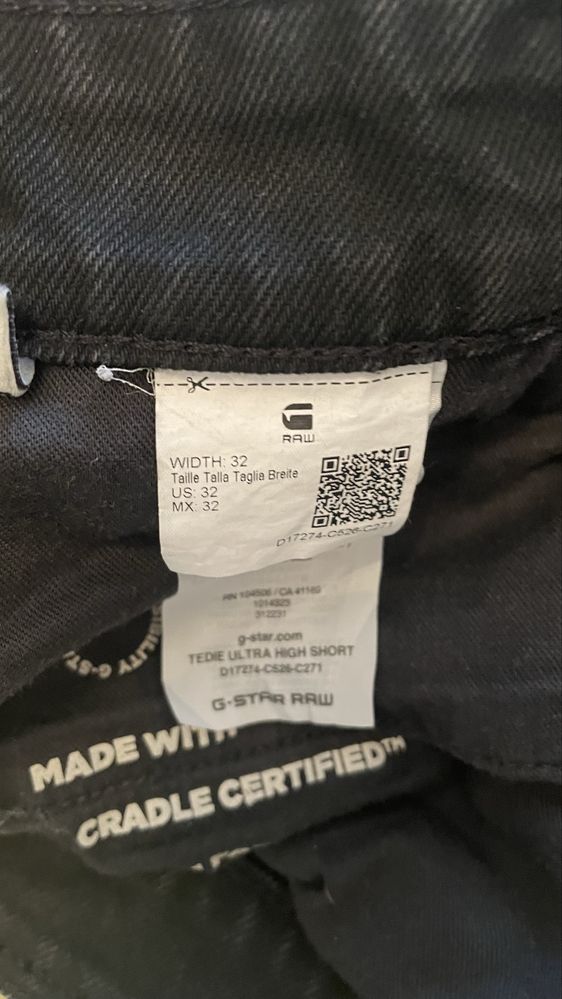 RAW
WIDTH: 32
Taille Talla Taglia Breite
US: 32
MX: 32
D17274-C526-C271
RN 104506 / CA 41169
1014323
312231
g-star.com
TEDIE ULTRA HIGH SHORT
D17274-C526-C271
G-STAR RAW
MADE WITH
CRADLE CERTIFIED™